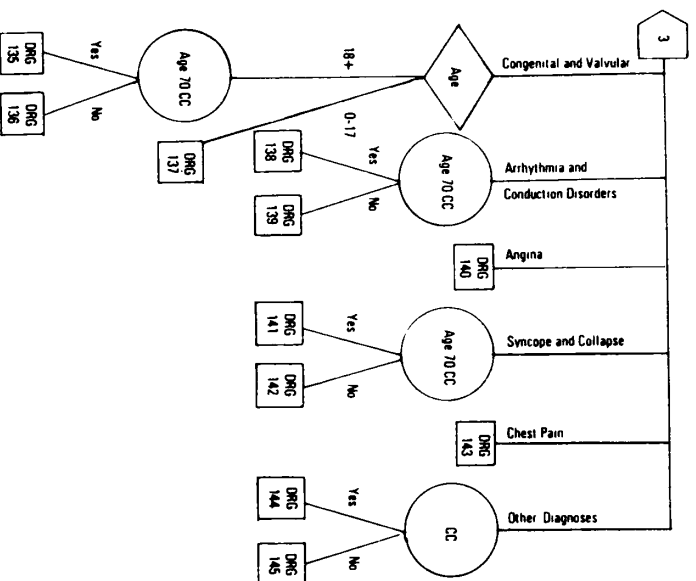 3
Congenital and Valvular
Age
18+
0-17
Age 70 CC
Yes
No
DRG
135
DRG
136
DRG
137
Arrhythmia and
Conduction Disorders
Age 70 CC
Yes
No
DRG
138
DRG
139
Angina
DRG
140
Syncope and Collapse
Age 70 CC
Yes
No
DRG
141
DRG
142
Chest Pain
DRG
143
Other Diagnoses
CC
Yes
No
DRG
144
DRG
145